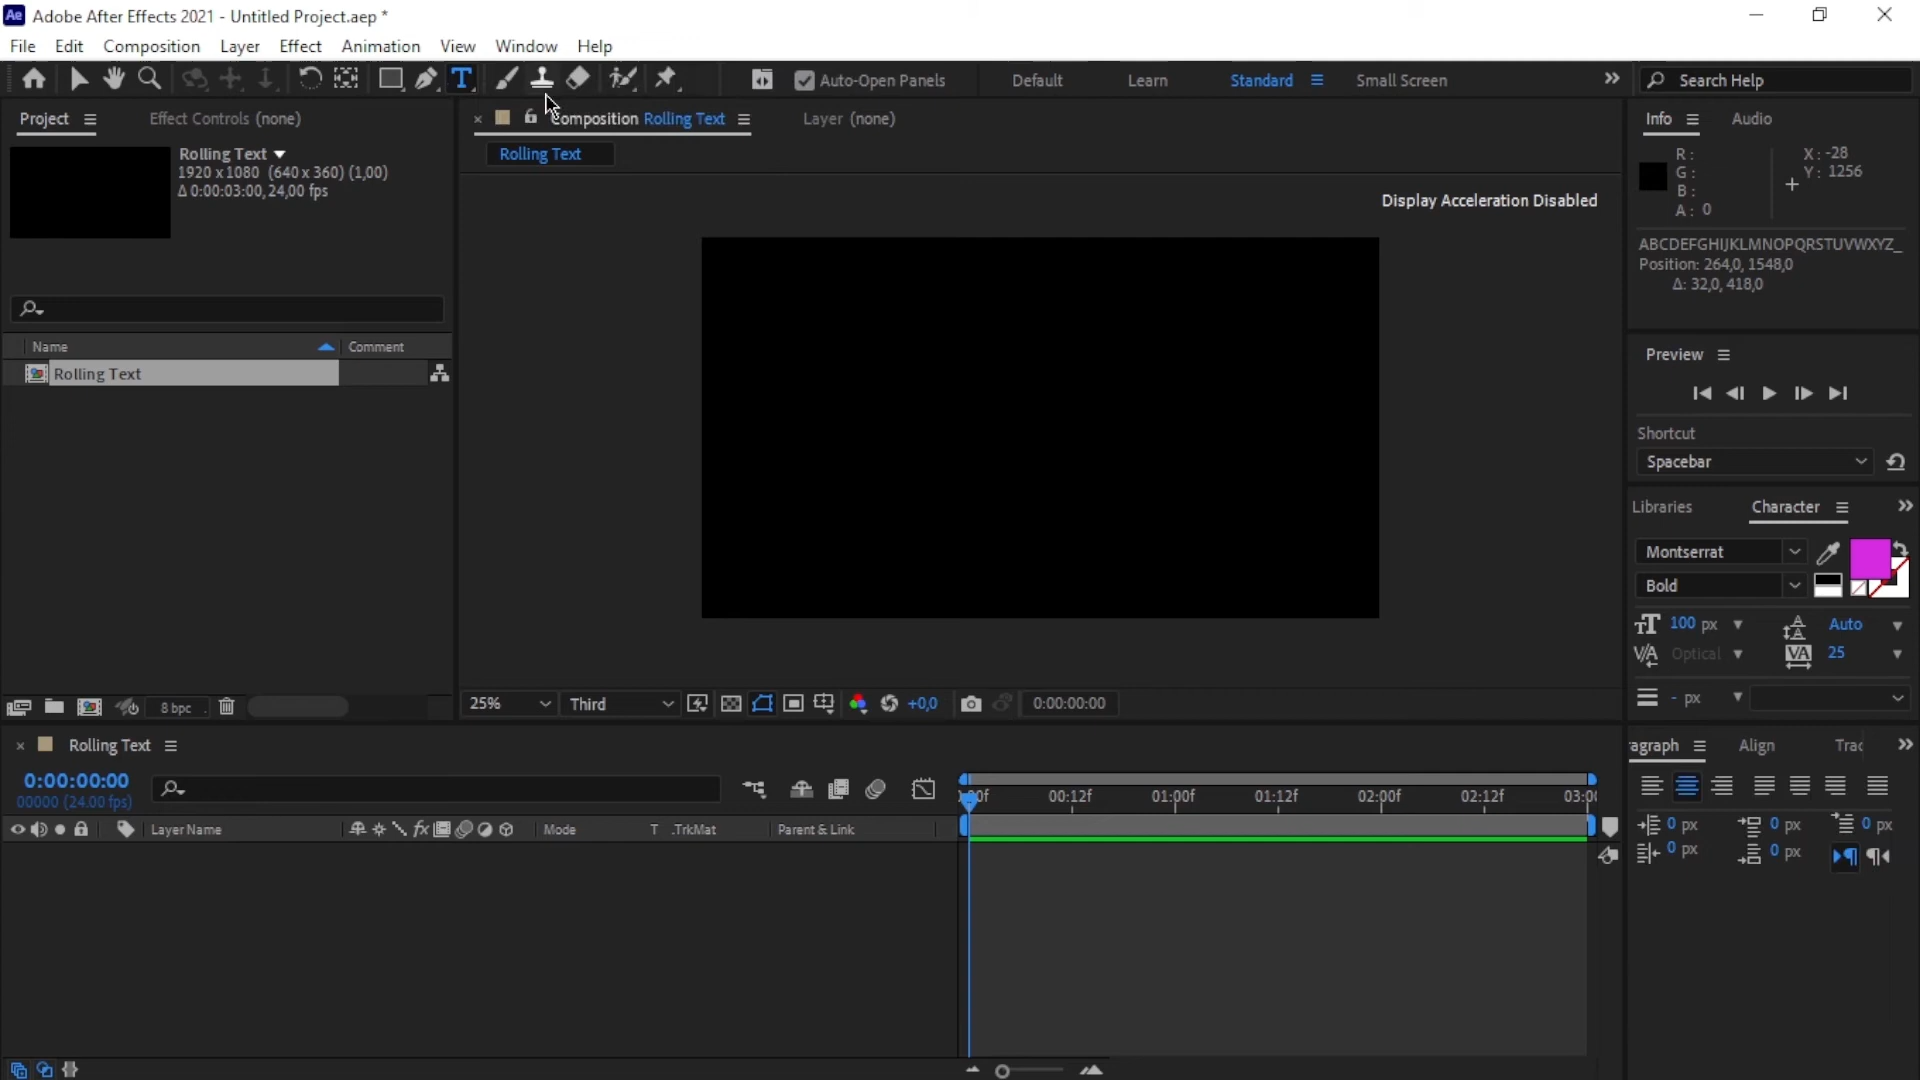 Ae Adobe After Effects 2021 - Untitled Project.aep *
File Edit Composition Layer Effect Animation View Window Help
T Auto-Open Panels Default Learn Standard Small Screen Search Help
Project Effect Controls (none) Composition Rolling Text Layer (none) Info Audio
Rolling Text
Rolling Text
1920 x 1080 (640 x 360) (1,00)
Δ 0:00:03:00, 24,00 fps
Display Acceleration Disabled
R:
G:
B:
A: 0
X: -28
Y: 1256
ABCDEFGHIJKLMNOPQRSTUVWXYZ_
Position: 264,0, 1548,0
Δ: 32,0, 418,0
Name Comment
Rolling Text
Preview
Shortcut
Spacebar
Libraries Character
Montserrat
Bold
100 px Auto
Optical 25
- px
8 bpc
25% Third +0,0 0:00:00:00
Rolling Text
0:00:00:00
00000 (24.00 fps)
00:12f 01:00f 01:12f 02:00f 02:12f
Layer Name fx Mode T .TrkMat Parent & Link
agraph Align
0 px 0 px 0 px
0 px 0 px